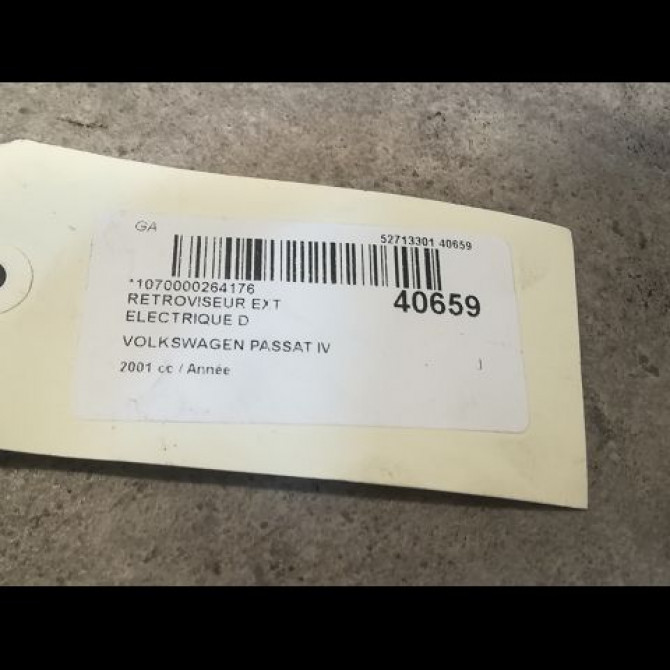 GA
52713301 40659
*1070000264176
40659
RETROVISEUR EXT
ELECTRIQUE D
VOLKSWAGEN PASSAT IV
2001 cc / Année